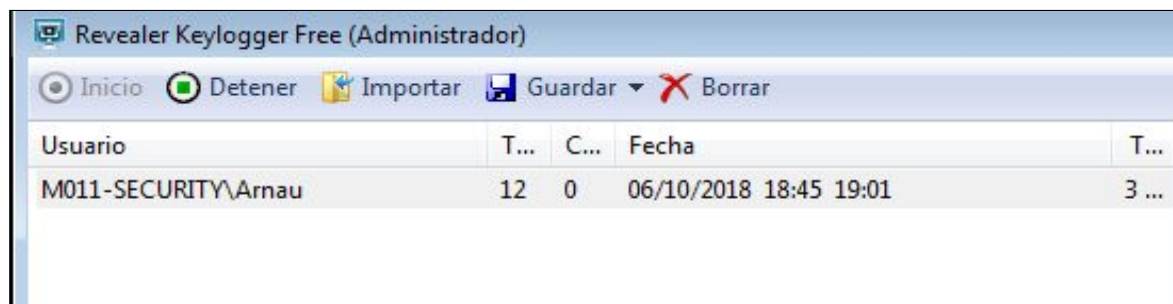 Revealer Keylogger Free (Administrador)
Inicio Detener Importar Guardar Borrar
Usuario T... C... Fecha T...
M011-SECURITY\Arnau 12 0 06/10/2018 18:45 19:01 3 ...